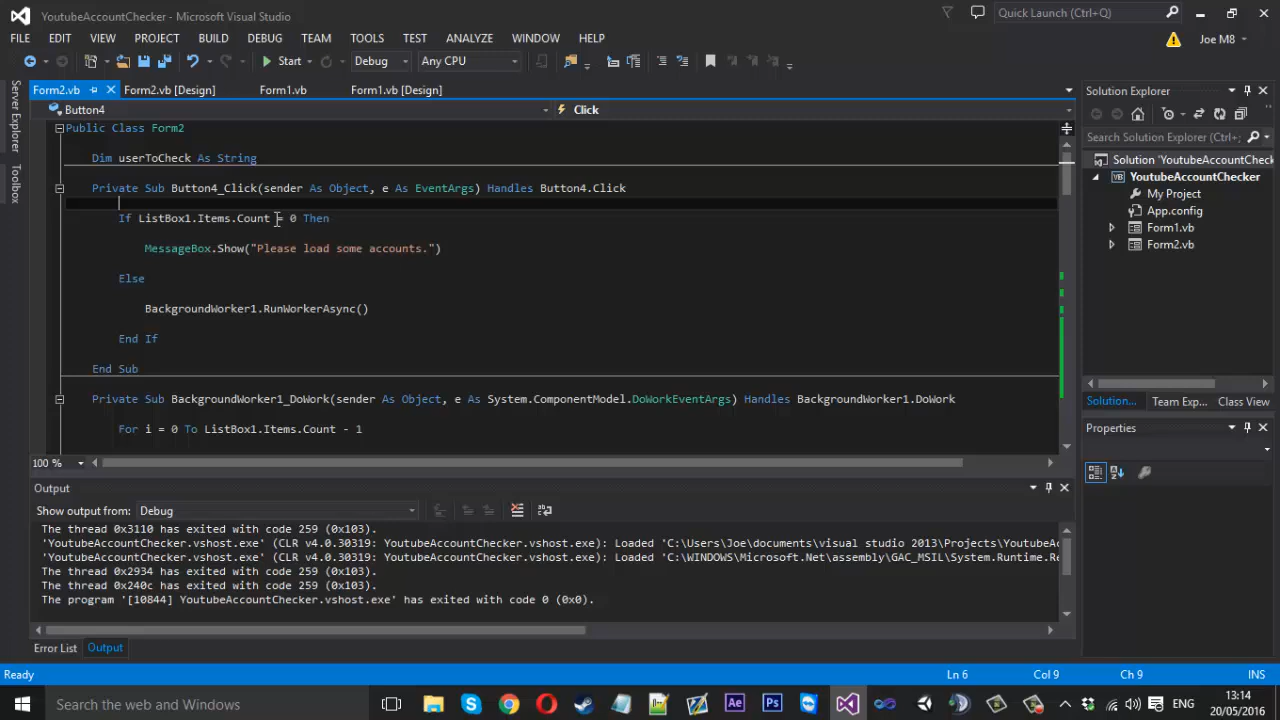 YoutubeAccountChecker - Microsoft Visual Studio
Quick Launch (Ctrl+Q)
FILE EDIT VIEW PROJECT BUILD DEBUG TEAM TOOLS TEST ANALYZE WINDOW HELP
Joe M8
Start Debug Any CPU
Form2.vb Form2.vb [Design] Form1.vb Form1.vb [Design]
Solution Explorer
Button4 Click
Server Explorer
Toolbox
Public Class Form2
Dim userToCheck As String
Private Sub Button4_Click(sender As Object, e As EventArgs) Handles Button4.Click
If ListBox1.Items.Count = 0 Then
MessageBox.Show("Please load some accounts.")
Else
BackgroundWorker1.RunWorkerAsync()
End If
End Sub
Private Sub BackgroundWorker1_DoWork(sender As Object, e As System.ComponentModel.DoWorkEventArgs) Handles BackgroundWorker1.DoWork
For i = 0 To ListBox1.Items.Count - 1
100 %
Search Solution Explorer (Ctrl+;
Solution 'YoutubeAccountCheck
YoutubeAccountChecker
My Project
App.config
Form1.vb
Form2.vb
Solution... Team Exp... Class View
Properties
Output
Show output from: Debug
The thread 0x3110 has exited with code 259 (0x103).
'YoutubeAccountChecker.vshost.exe' (CLR v4.0.30319: YoutubeAccountChecker.vshost.exe): Loaded 'C:\Users\Joe\documents\visual studio 2013\Projects\YoutubeAc
'YoutubeAccountChecker.vshost.exe' (CLR v4.0.30319: YoutubeAccountChecker.vshost.exe): Loaded 'C:\WINDOWS\Microsoft.Net\assembly\GAC_MSIL\System.Runtime.Re
The thread 0x2934 has exited with code 259 (0x103).
The thread 0x240c has exited with code 259 (0x103).
The program '[10844] YoutubeAccountChecker.vshost.exe' has exited with code 0 (0x0).
Error List Output
Ready Ln 6 Col 9 Ch 9 INS
Search the web and Windows
Ae Ps
ENG
13:14
20/05/2016